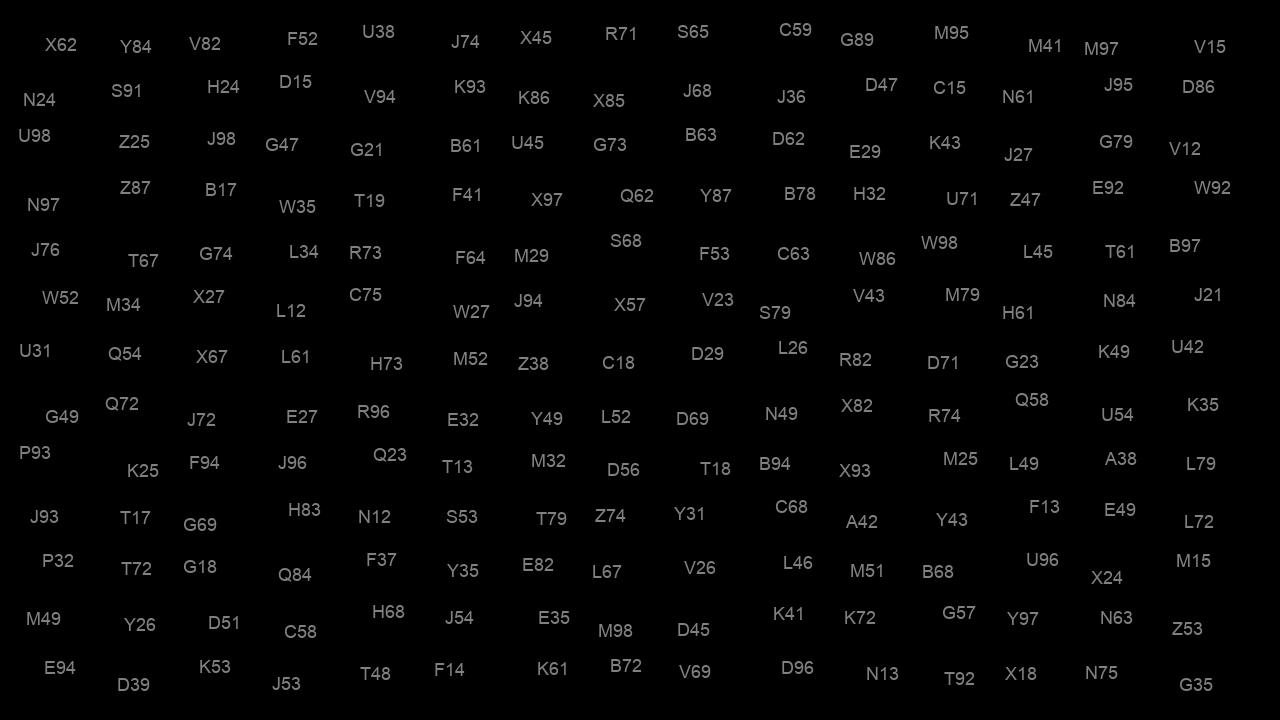 X62 Y84 V82 F52 U38 J74 X45 R71 S65 C59 G89 M95 M41 M97 V15
N24 S91 H24 D15 V94 K93 K86 X85 J68 J36 D47 C15 N61 J95 D86
U98 Z25 J98 G47 G21 B61 U45 G73 B63 D62 E29 K43 J27 G79 V12
N97 Z87 B17 W35 T19 F41 X97 Q62 Y87 B78 H32 U71 Z47 E92 W92
J76 T67 G74 L34 R73 F64 M29 S68 F53 C63 W86 W98 L45 T61 B97
W52 M34 X27 L12 C75 W27 J94 X57 V23 S79 V43 M79 H61 N84 J21
U31 Q54 X67 L61 H73 M52 Z38 C18 D29 L26 R82 D71 G23 K49 U42
G49 Q72 J72 E27 R96 E32 Y49 L52 D69 N49 X82 R74 Q58 U54 K35
P93 K25 F94 J96 Q23 T13 M32 D56 T18 B94 X93 M25 L49 A38 L79
J93 T17 G69 H83 N12 S53 T79 Z74 Y31 C68 A42 Y43 F13 E49 L72
P32 T72 G18 Q84 F37 Y35 E82 L67 V26 L46 M51 B68 U96 X24 M15
M49 Y26 D51 C58 H68 J54 E35 M98 D45 K41 K72 G57 Y97 N63 Z53
E94 D39 K53 J53 T48 F14 K61 B72 V69 D96 N13 T92 X18 N75 G35